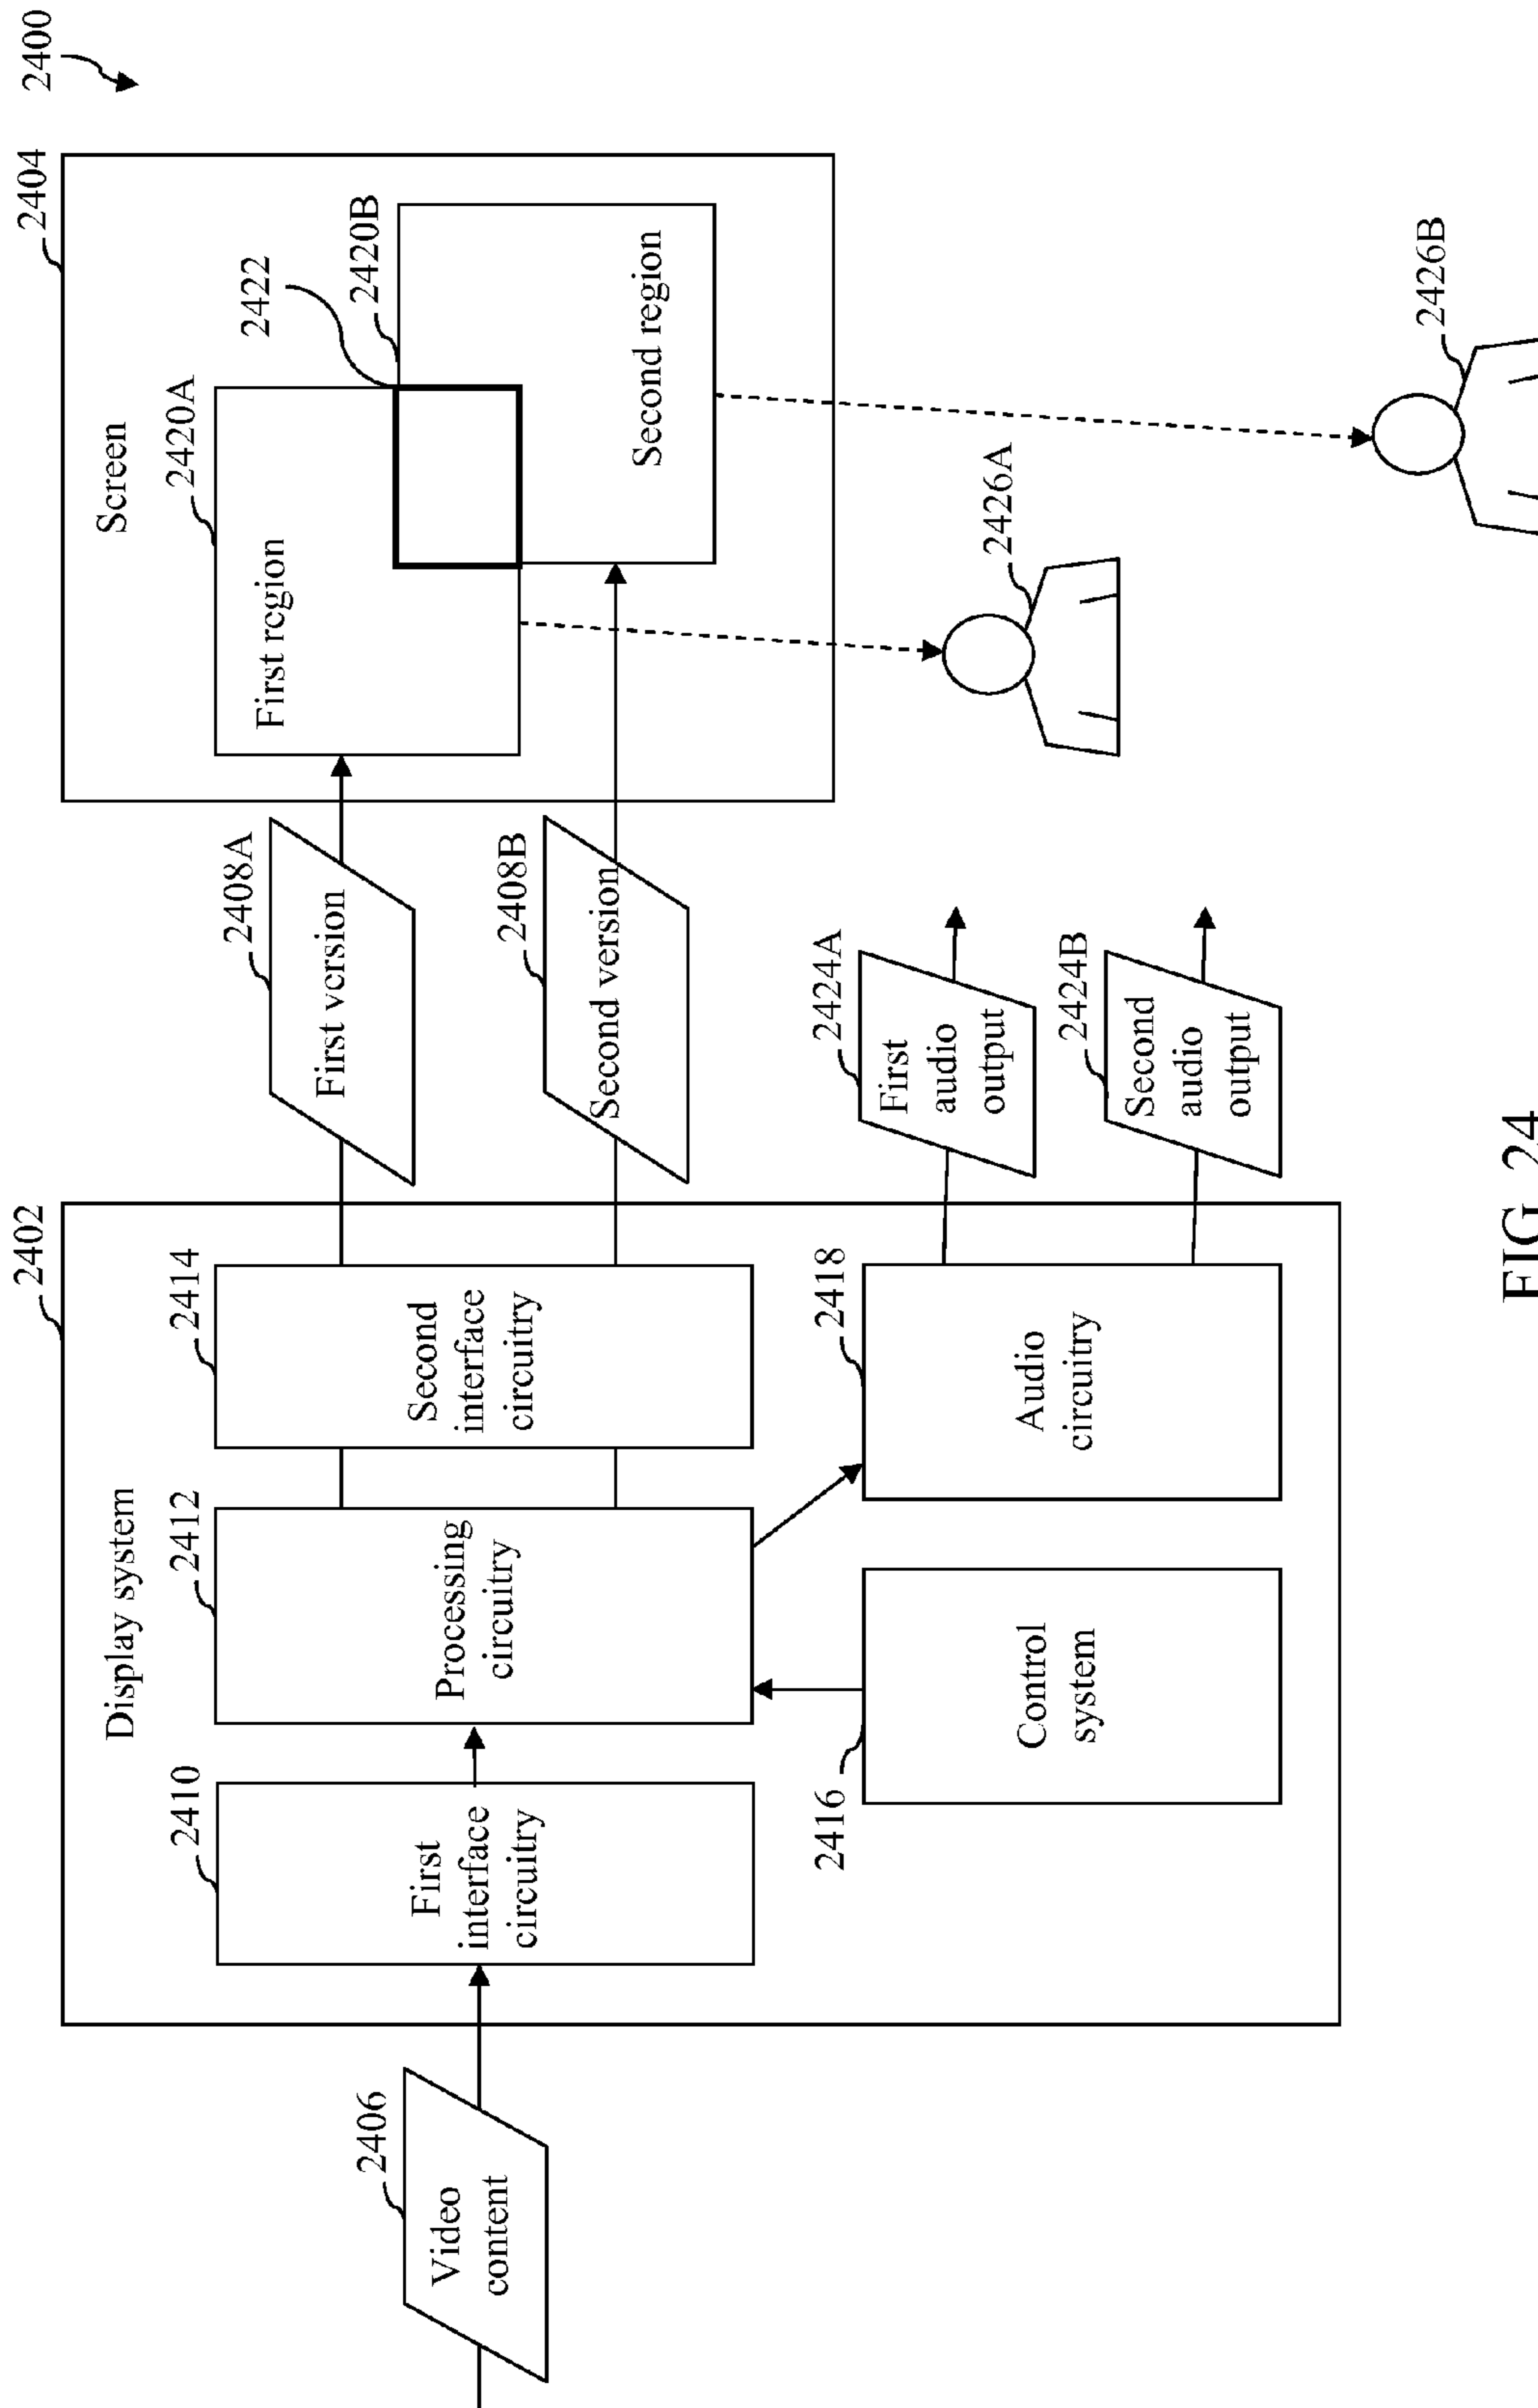 2400
2402
2404
Display system
Screen
2406
Video
content
2410
First
interface
circuitry
2412
Processing
circuitry
2414
Second
interface
circuitry
2408A
First version
2408B
Second version
2420A
First region
2422
2420B
Second region
2416
Control
system
2418
Audio
circuitry
2424A
First
audio
output
2424B
Second
audio
output
2426A
2426B
FIG. 24